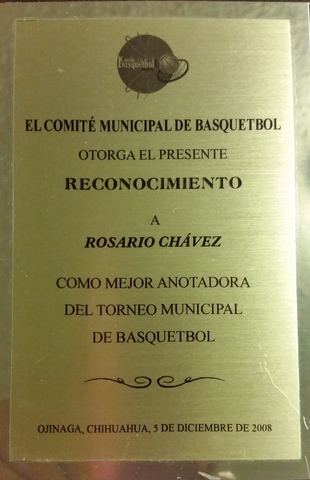 Basquetbol
EL COMITÉ MUNICIPAL DE BASQUETBOL
OTORGA EL PRESENTE
RECONOCIMIENTO
A
ROSARIO CHÁVEZ
COMO MEJOR ANOTADORA
DEL TORNEO MUNICIPAL
DE BASQUETBOL
OJINAGA, CHIHUAHUA, 5 DE DICIEMBRE DE 2008